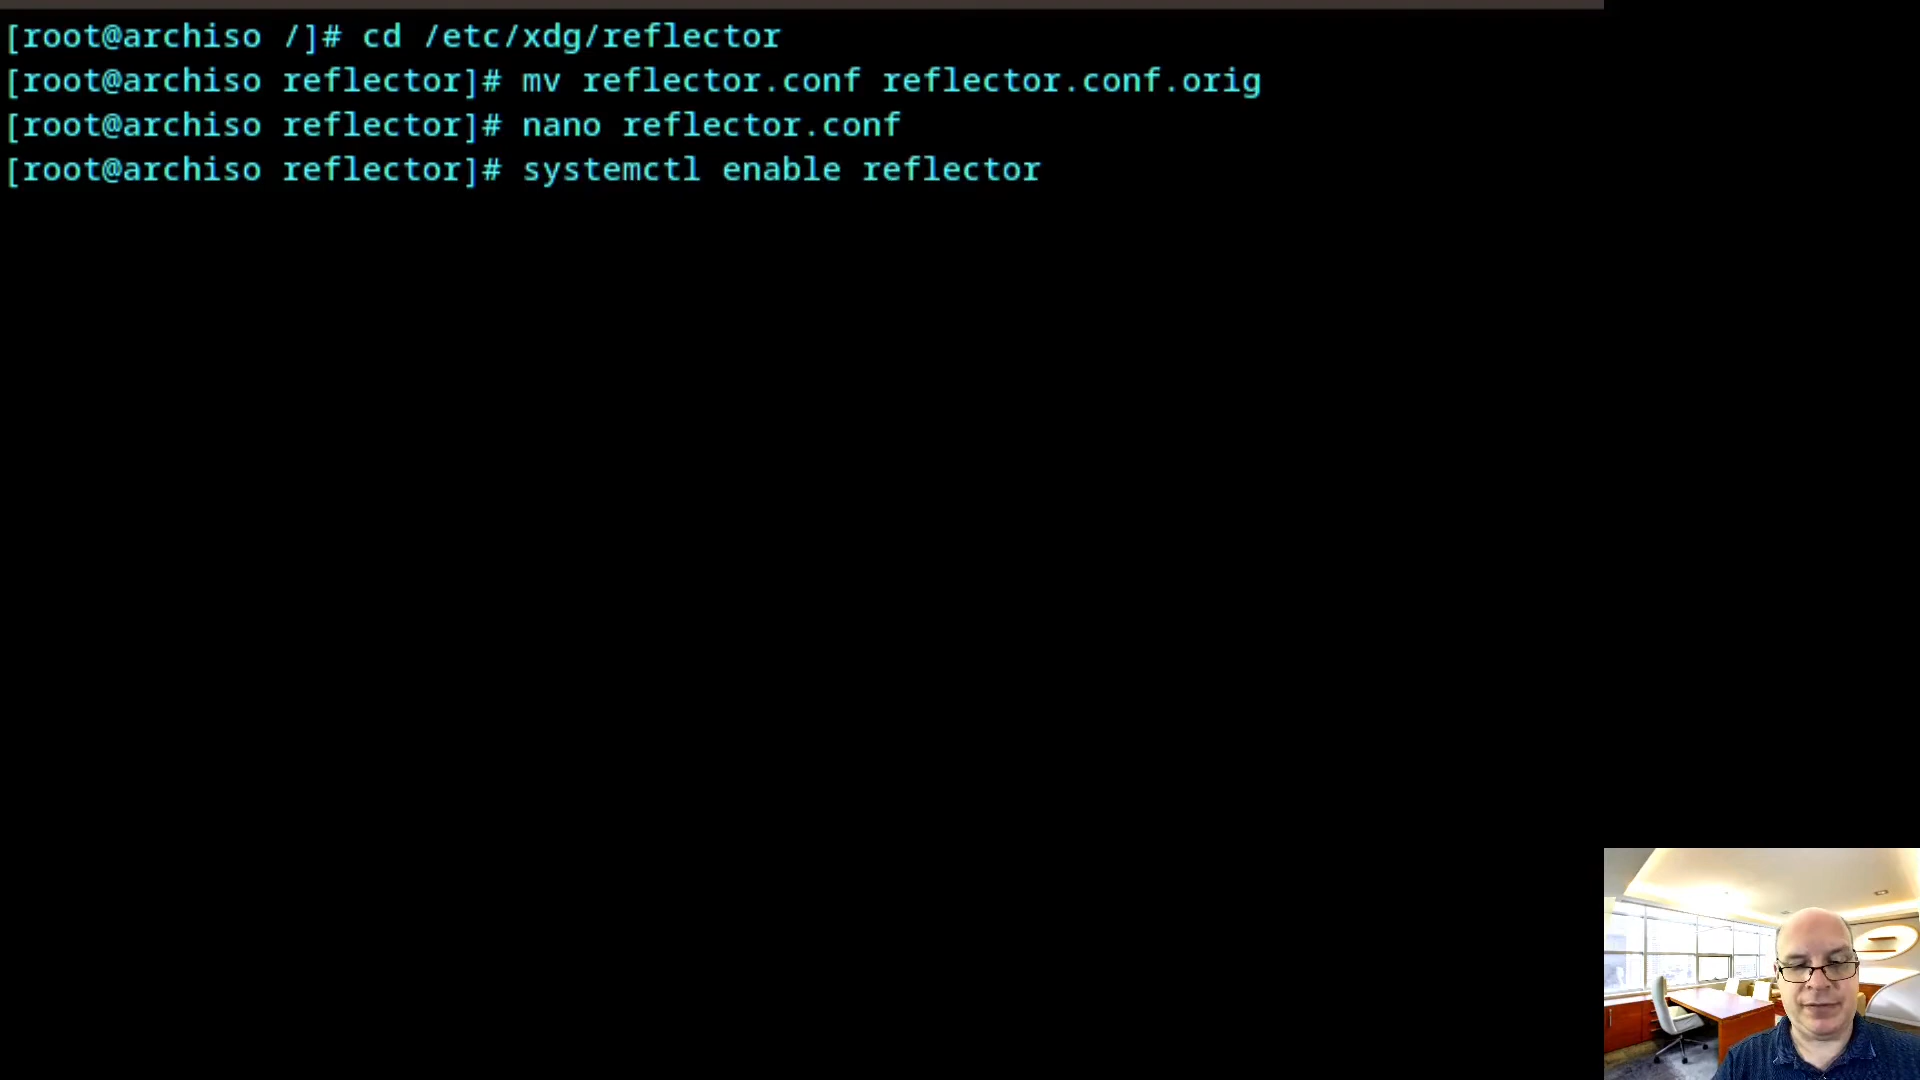 [root@archiso /]# cd /etc/xdg/reflector
[root@archiso reflector]# mv reflector.conf reflector.conf.orig
[root@archiso reflector]# nano reflector.conf
[root@archiso reflector]# systemctl enable reflector